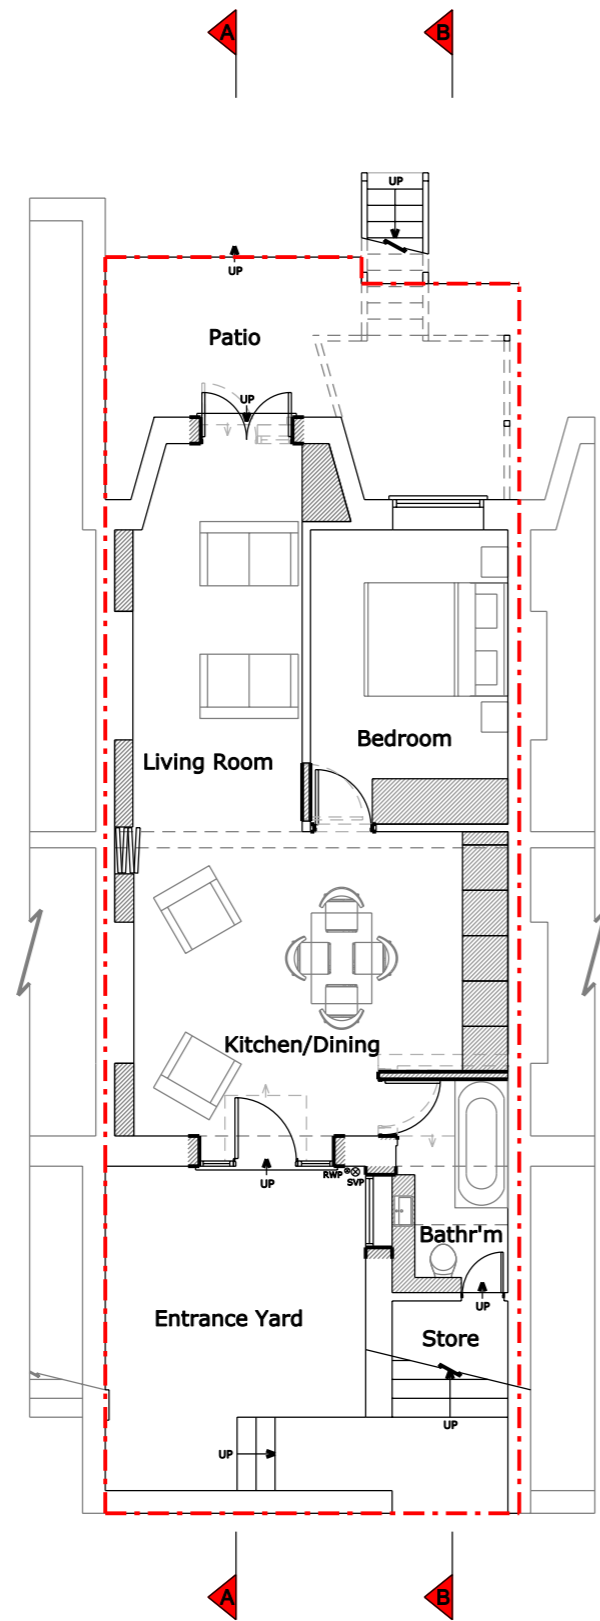 A B
UP
UP
Patio
UP
Bedroom
Living Room
Kitchen/Dining
RWP
SVP
UP
Bathr'm
Entrance Yard
UP
Store
UP
UP
A B